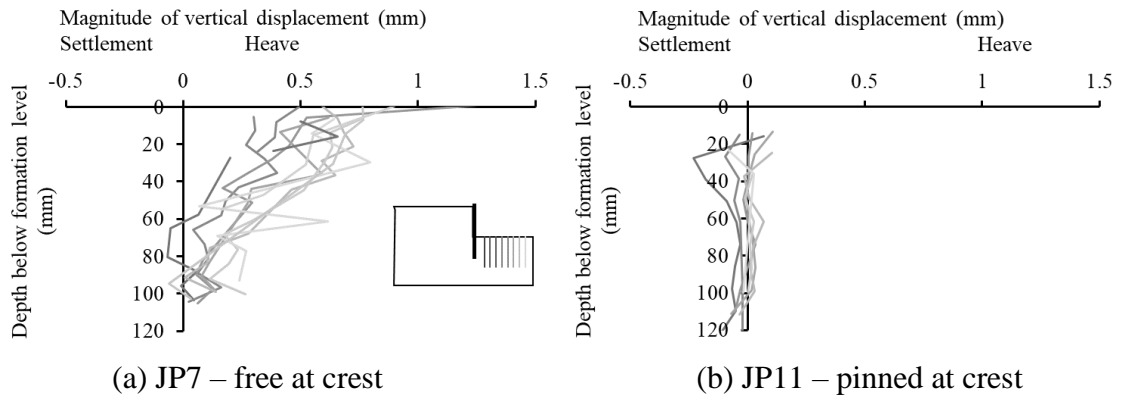 Magnitude of vertical displacement (mm)
Settlement Heave
-0.5 0 0.5 1 1.5
Depth below formation level
(mm)
0
20
40
60
80
100
120
(a) JP7 – free at crest
Magnitude of vertical displacement (mm)
Settlement Heave
-0.5 0 0.5 1 1.5
Depth below formation level
(mm)
0
20
40
60
80
100
120
(b) JP11 – pinned at crest